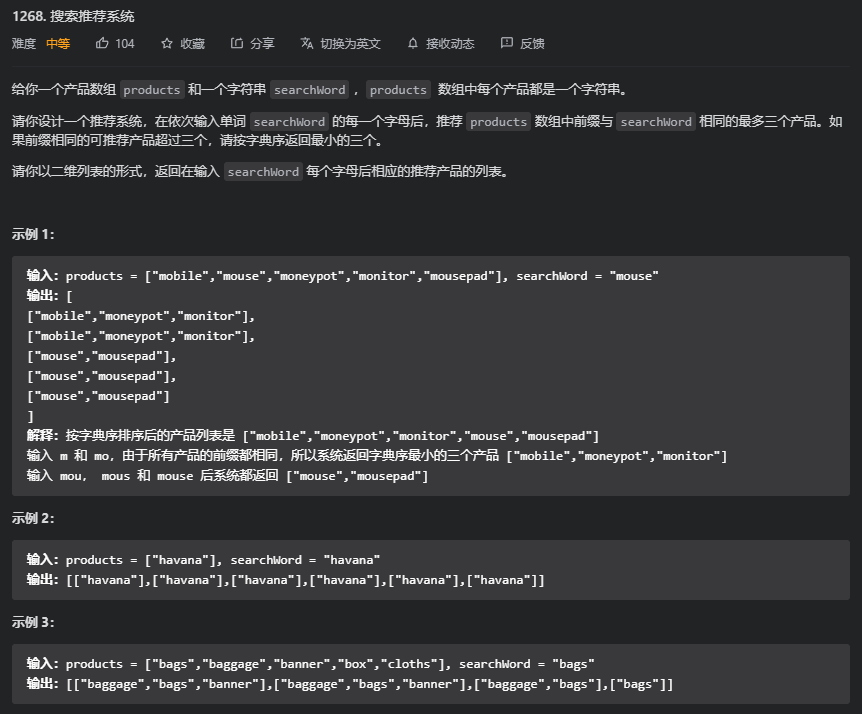 1268. 搜索推荐系统
难度 中等 104 收藏 分享 切换为英文 接收动态 反馈
给你一个产品数组 products 和一个字符串 searchWord ，products 数组中每个产品都是一个字符串。
请你设计一个推荐系统，在依次输入单词 searchWord 的每一个字母后，推荐 products 数组中前缀与 searchWord 相同的最多三个产品。如
果前缀相同的可推荐产品超过三个，请按字典序返回最小的三个。
请你以二维列表的形式，返回在输入 searchWord 每个字母后相应的推荐产品的列表。
示例 1：
输入：products = ["mobile","mouse","moneypot","monitor","mousepad"], searchWord = "mouse"
输出：[
["mobile","moneypot","monitor"],
["mobile","moneypot","monitor"],
["mouse","mousepad"],
["mouse","mousepad"],
["mouse","mousepad"]
]
解释：按字典序排序后的产品列表是 ["mobile","moneypot","monitor","mouse","mousepad"]
输入 m 和 mo，由于所有产品的前缀都相同，所以系统返回字典序最小的三个产品 ["mobile","moneypot","monitor"]
输入 mou， mous 和 mouse 后系统都返回 ["mouse","mousepad"]
示例 2：
输入：products = ["havana"], searchWord = "havana"
输出：[["havana"],["havana"],["havana"],["havana"],["havana"],["havana"]]
示例 3：
输入：products = ["bags","baggage","banner","box","cloths"], searchWord = "bags"
输出：[["baggage","bags","banner"],["baggage","bags","banner"],["baggage","bags"],["bags"]]